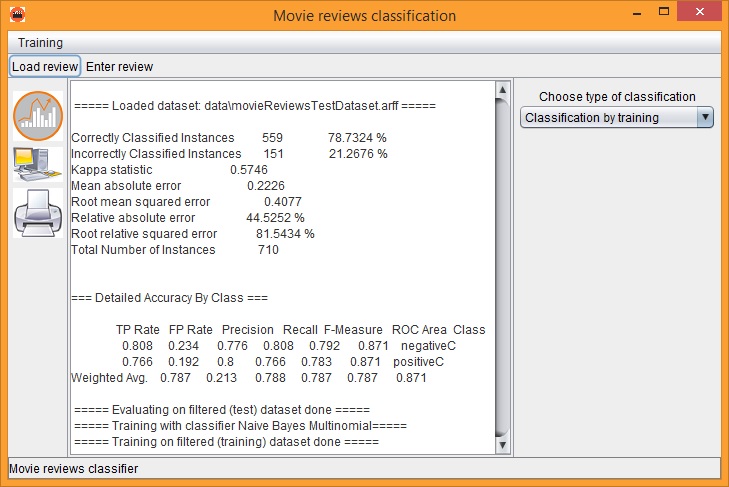 Movie reviews classification
Training
Load review Enter review
===== Loaded dataset: data\movieReviewsTestDataset.arff =====
Correctly Classified Instances 559 78.7324 %
Incorrectly Classified Instances 151 21.2676 %
Kappa statistic 0.5746
Mean absolute error 0.2226
Root mean squared error 0.4077
Relative absolute error 44.5252 %
Root relative squared error 81.5434 %
Total Number of Instances 710
=== Detailed Accuracy By Class ===
TP Rate FP Rate Precision Recall F-Measure ROC Area Class
0.808 0.234 0.776 0.808 0.792 0.871 negativeC
0.766 0.192 0.8 0.766 0.783 0.871 positiveC
Weighted Avg. 0.787 0.213 0.788 0.787 0.787 0.871
===== Evaluating on filtered (test) dataset done =====
===== Training with classifier Naive Bayes Multinomial=====
===== Training on filtered (training) dataset done =====
Choose type of classification
Classification by training
Movie reviews classifier